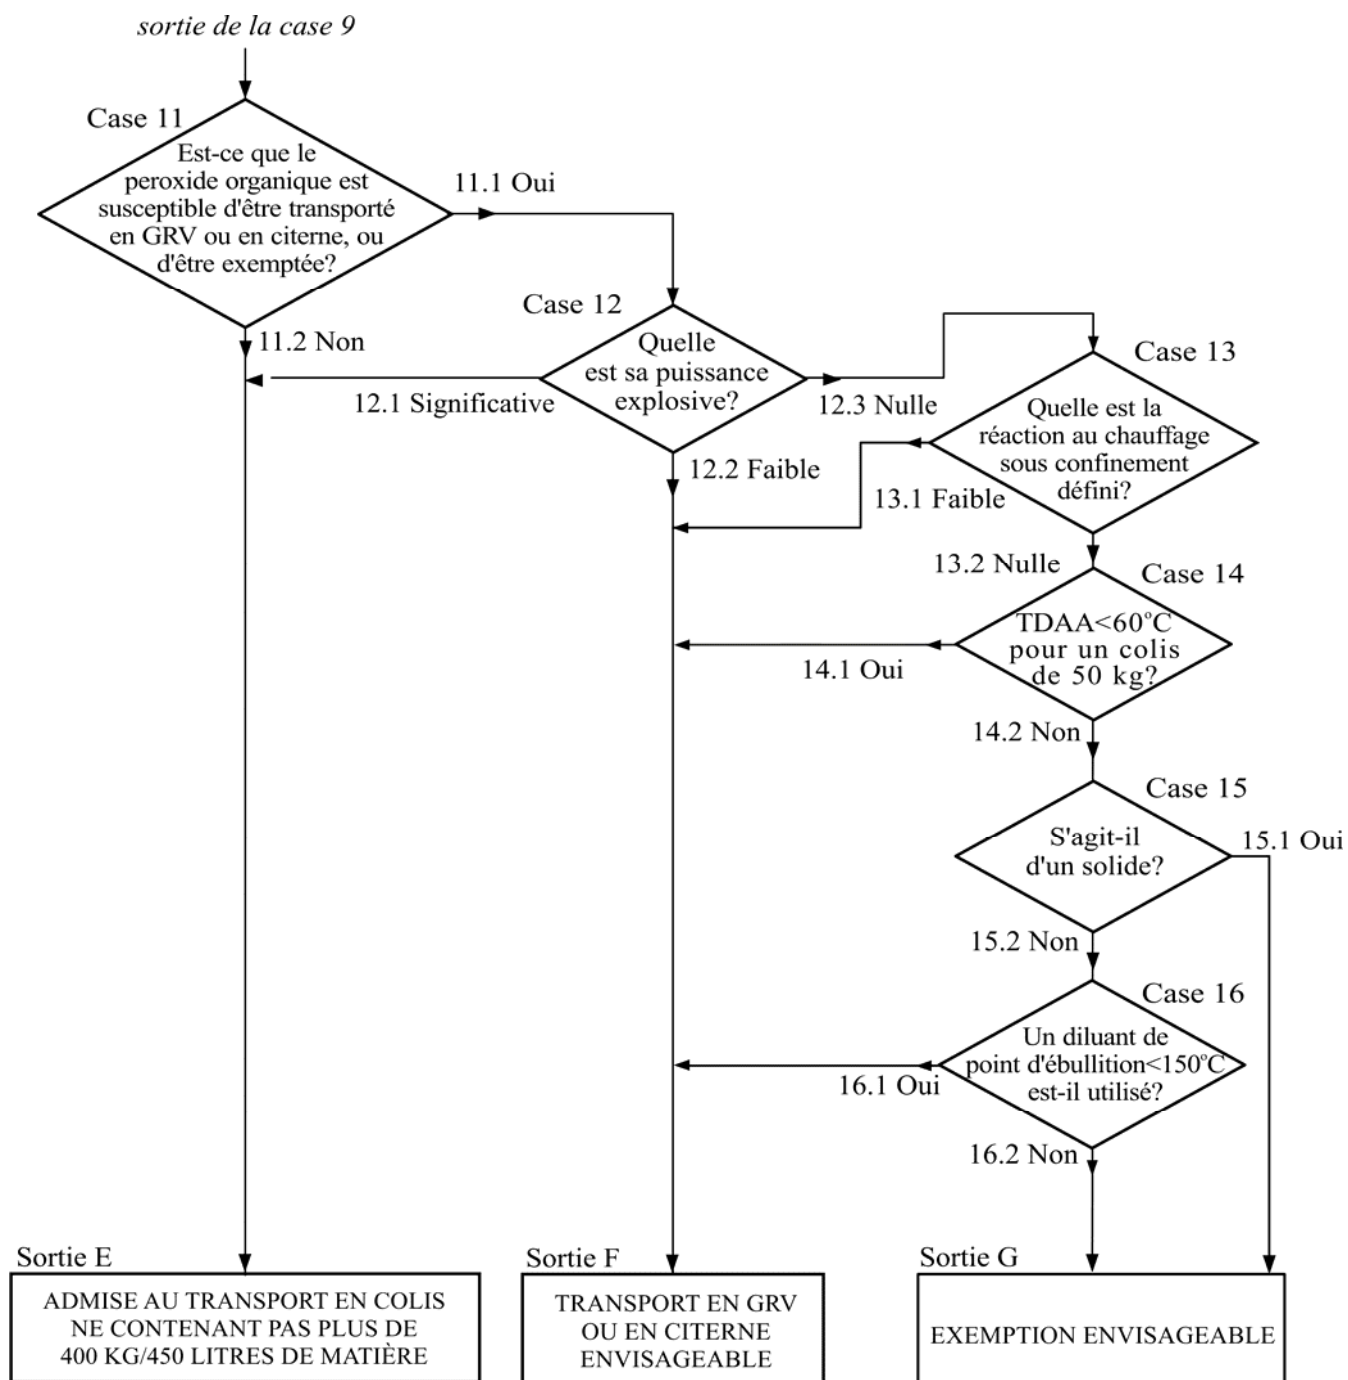 sortie de la case 9
Case 11
Est-ce que le
peroxide organique est
susceptible d'être transporté
en GRV ou en citerne, ou
d'être exemptée?
11.1 Oui
11.2 Non
Case 12
Quelle
est sa puissance
explosive?
12.1 Significative
12.3 Nulle
12.2 Faible
Case 13
Quelle est la
réaction au chauffage
sous confinement
défini?
13.1 Faible
13.2 Nulle
Case 14
TDAA<60°C
pour un colis
de 50 kg?
14.1 Oui
14.2 Non
Case 15
S'agit-il
d'un solide?
15.1 Oui
15.2 Non
Case 16
Un diluant de
point d'ébullition<150°C
est-il utilisé?
16.1 Oui
16.2 Non
Sortie E
ADMISE AU TRANSPORT EN COLIS
NE CONTENANT PAS PLUS DE
400 KG/450 LITRES DE MATIÈRE
Sortie F
TRANSPORT EN GRV
OU EN CITERNE
ENVISAGEABLE
Sortie G
EXEMPTION ENVISAGEABLE